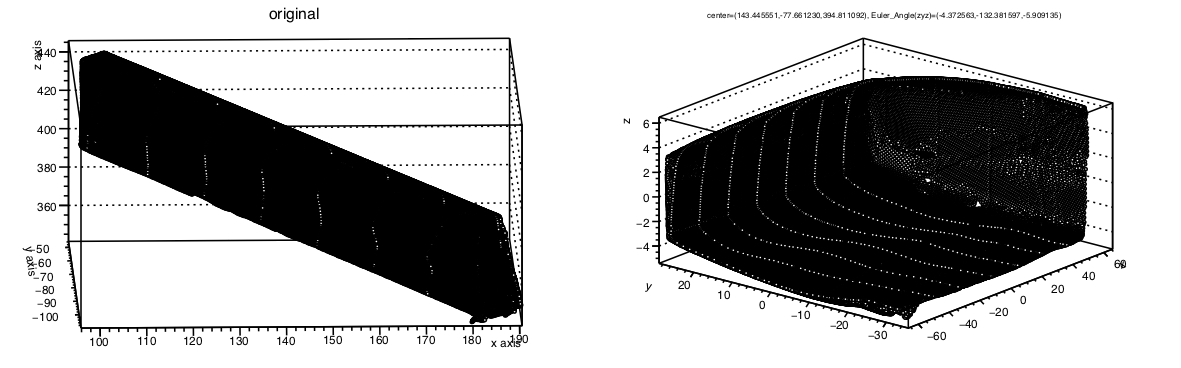 original
center=(143.445551,-77.661230,394.811092), Euler_Angle(zyz)=(-4.372563,-132.381597,-5.909135)
z axis
440
420
400
380
360
y axis
−50
−60
−70
−80
−90
−100
100 110 120 130 140 150 160 170 180 190
x axis
z
6
4
2
0
−2
−4
y
20 10 0 −10 −20 −30
−60 −40 −20 0 20 40 60